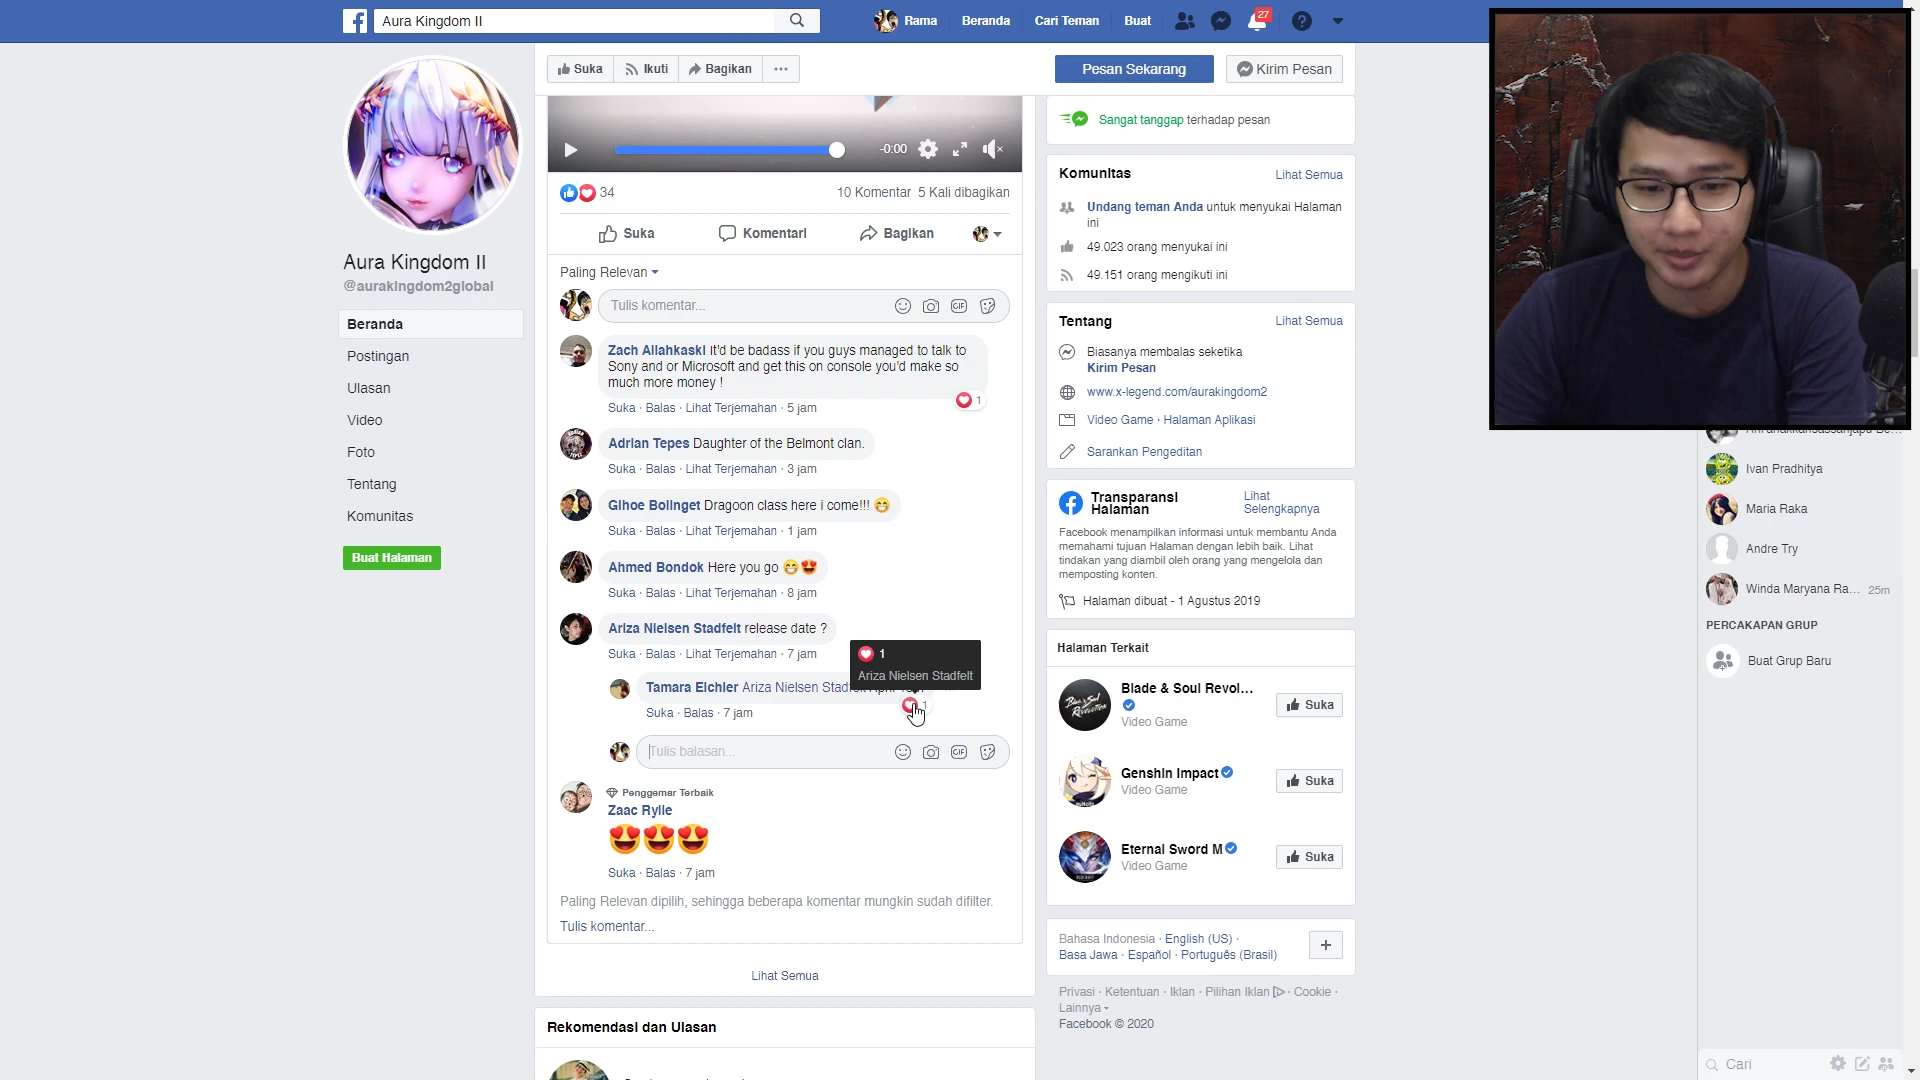 Aura Kingdom II
Rama
Beranda
Cari Teman
Buat
27
Suka
Ikuti
Bagikan
Pesan Sekarang
Kirim Pesan
Aura Kingdom II
@aurakingdom2global
Beranda
Postingan
Ulasan
Video
Foto
Tentang
Komunitas
Buat Halaman
-0:00
34
10 Komentar 5 Kali dibagikan
Suka
Komentari
Bagikan
Paling Relevan
Tulis komentar...
Zach Allahkaski It'd be badass if you guys managed to talk to
Sony and or Microsoft and get this on console you'd make so
much more money !
1
Suka · Balas · Lihat Terjemahan · 5 jam
Adrian Tepes Daughter of the Belmont clan.
Suka · Balas · Lihat Terjemahan · 3 jam
Gihoe Bolinget Dragoon class here i come!!! 😁
Suka · Balas · Lihat Terjemahan · 1 jam
Ahmed Bondok Here you go 😁😍
Suka · Balas · Lihat Terjemahan · 8 jam
Ariza Nielsen Stadfelt release date ?
Suka · Balas · Lihat Terjemahan · 7 jam
1
Ariza Nielsen Stadfelt
Tamara Eichler Ariza Nielsen
1
Suka · Balas · 7 jam
Tulis balasan...
Penggemar Terbaik
Zaac Rylle
😍😍😍
Suka · Balas · 7 jam
Paling Relevan dipilih, sehingga beberapa komentar mungkin sudah difilter.
Tulis komentar...
Lihat Semua
Rekomendasi dan Ulasan
Sangat tanggap terhadap pesan
Komunitas
Lihat Semua
Undang teman Anda untuk menyukai Halaman
ini
49.023 orang menyukai ini
49.151 orang mengikuti ini
Tentang
Lihat Semua
Biasanya membalas seketika
Kirim Pesan
www.x-legend.com/aurakingdom2
Video Game · Halaman Aplikasi
Sarankan Pengeditan
Transparansi
Halaman
Lihat
Selengkapnya
Facebook menampilkan informasi untuk membantu Anda
memahami tujuan Halaman dengan lebih baik. Lihat
tindakan yang diambil oleh orang yang mengelola dan
memposting konten.
Halaman dibuat - 1 Agustus 2019
Halaman Terkait
Blade & Soul Revol...
Video Game
Suka
Genshin Impact
Video Game
Suka
Eternal Sword M
Video Game
Suka
Bahasa Indonesia · English (US) ·
Basa Jawa · Español · Português (Brasil)
+
Privasi · Ketentuan · Iklan · Pilihan Iklan · Cookie ·
Lainnya
Facebook © 2020
Ivan Pradhitya
Maria Raka
Andre Try
Winda Maryana Ra... 25m
PERCAKAPAN GRUP
Buat Grup Baru
Cari